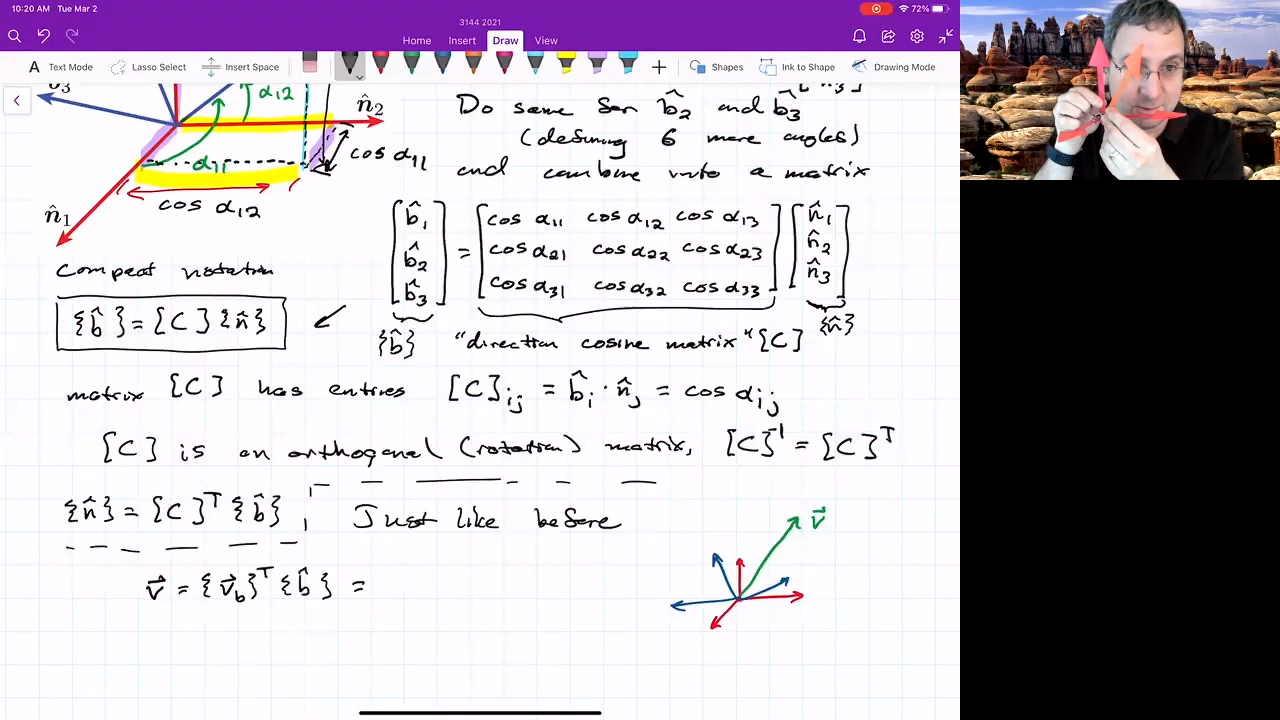 10:20 AM Tue Mar 2
72%
3144 2021
Home Insert Draw View
Text Mode Lasso Select Insert Space Shapes Ink to Shape Drawing Mode
α12
n̂2
α11
cos α11
cos α12
n̂1
Do same for b̂2 and b̂3
(defining 6 more angles)
and combine into a matrix
[b̂1 b̂2 b̂3] = [cos α11 cos α12 cos α13
cos α21 cos α22 cos α23
cos α31 cos α32 cos α33] [n̂1 n̂2 n̂3]
{b̂} "direction cosine matrix" [C] {n̂}
Compact notation
{b̂} = [C] {n̂}
matrix [C] has entries [C]ij = b̂i · n̂j = cos αij
[C] is an orthogonal (rotation) matrix, [C]⁻¹ = [C]ᵀ
{n̂} = [C]ᵀ {b̂} Just like before
v⃗ = {v⃗b}ᵀ {b̂} =
v⃗